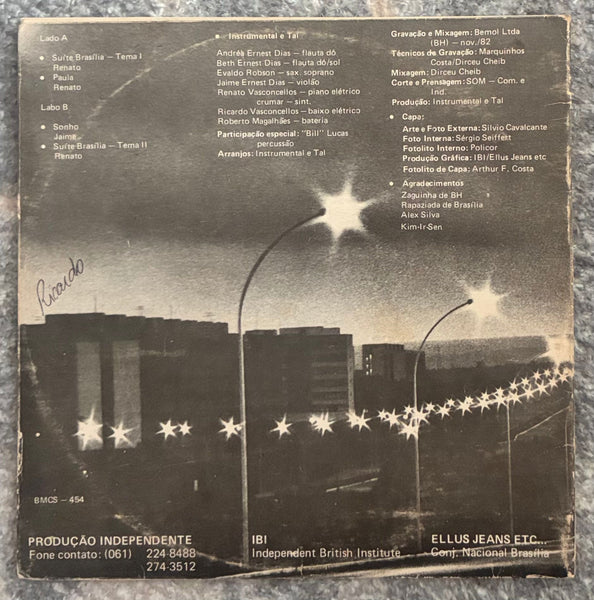 Lado A
Suíte Brasília — Tema I
Renato
Paula
Renato
Labo B
Sonho
Jaime
Suíte Brasília — Tema II
Renato
Instrumental e Tal
Andréa Ernest Dias — flauta dó
Beth Ernest Dias — flauta dó/sol
Evaldo Robson — sax. soprano
Jaime Ernest Dias — violão
Renato Vasconcellos — piano elétrico
crumar — sint.
Ricardo Vasconcellos — baixo elétrico
Roberto Magalhães — bateria
Participação especial: "Bill" Lucas
percussão
Arranjos: Instrumental e Tal
Gravação e Mixagem: Bemol Ltda
(BH) — nov./82
Técnicos de Gravação: Marquinhos
Costa/Dirceu Cheib
Mixagem: Dirceu Cheib
Corte e Prensagem: SOM — Com. e
Ind.
Produção: Instrumental e Tal
Capa:
Arte e Foto Externa: Silvio Cavalcante
Foto Interna: Sérgio Seiffert
Fotolito Interno: Policor
Produção Gráfica: IBI/Ellus Jeans etc
Fotolito de Capa: Arthur F. Costa
Agradecimentos
Zaguinha de BH
Rapaziada de Brasília
Alex Silva
Kim-Ir-Sen
Ricardo
BMCS — 454
PRODUÇÃO INDEPENDENTE
Fone contato: (061) 224-8488
274-3512
IBI
Independent British Institute
ELLUS JEANS ETC...
Conj. Nacional Brasília